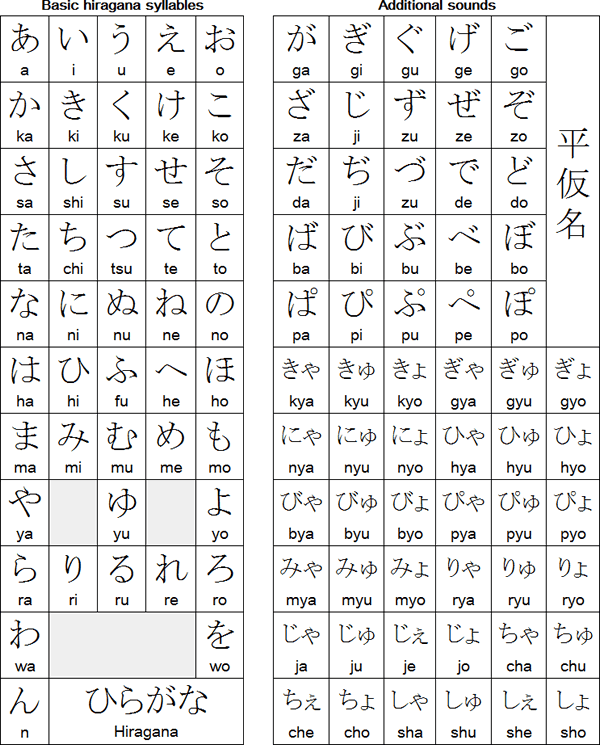 Basic hiragana syllables
あ い う え お
a i u e o
か き く け こ
ka ki ku ke ko
さ し す せ そ
sa shi su se so
た ち つ て と
ta chi tsu te to
な に ぬ ね の
na ni nu ne no
は ひ ふ へ ほ
ha hi fu he ho
ま み む め も
ma mi mu me mo
や ゆ よ
ya yu yo
ら り る れ ろ
ra ri ru re ro
わ を
wa wo
ん ひらがな
n Hiragana
Additional sounds
が ぎ ぐ げ ご
ga gi gu ge go
ざ じ ず ぜ ぞ
za ji zu ze zo
だ ぢ づ で ど
da ji zu de do
ば び ぶ べ ぼ
ba bi bu be bo
ぱ ぴ ぷ ぺ ぽ
pa pi pu pe po
平仮名
きゃ きゅ きょ ぎゃ ぎゅ ぎょ
kya kyu kyo gya gyu gyo
にゃ にゅ にょ ひゃ ひゅ ひょ
nya nyu nyo hya hyu hyo
びゃ びゅ びょ ぴゃ ぴゅ ぴょ
bya byu byo pya pyu pyo
みゃ みゅ みょ りゃ りゅ りょ
mya myu myo rya ryu ryo
じゃ じゅ じぇ じょ ちゃ ちゅ
ja ju je jo cha chu
ちぇ ちょ しゃ しゅ しぇ しょ
che cho sha shu she sho